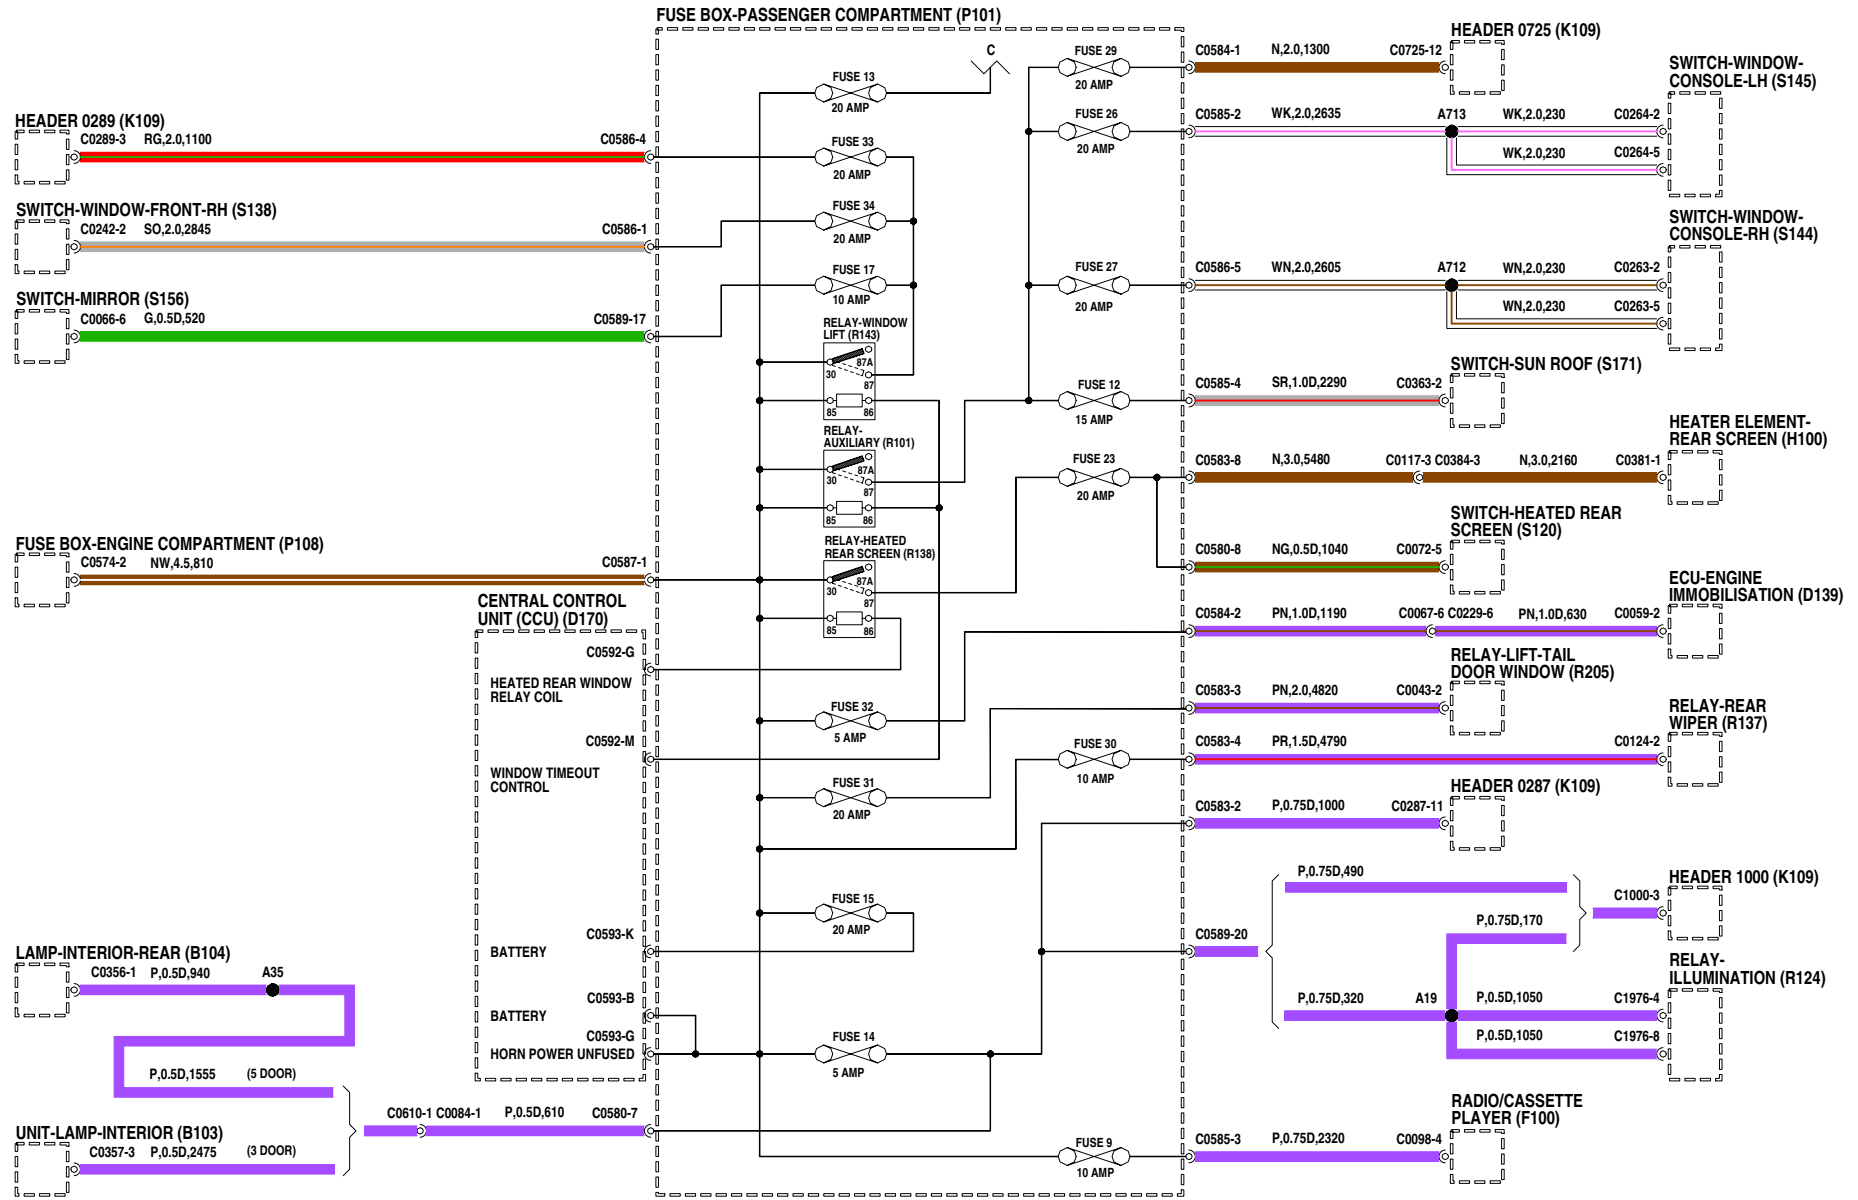 FUSE BOX-PASSENGER COMPARTMENT (P101)
HEADER 0289 (K109)
C0289-3 RG,2.0,1100 C0586-4
SWITCH-WINDOW-FRONT-RH (S138)
C0242-2 SO,2.0,2845 C0586-1
SWITCH-MIRROR (S156)
C0066-6 G,0.5D,520 C0589-17
FUSE BOX-ENGINE COMPARTMENT (P108)
C0574-2 NW,4.5,810 C0587-1
CENTRAL CONTROL
UNIT (CCU) (D170)
C0592-G
HEATED REAR WINDOW
RELAY COIL
C0592-M
WINDOW TIMEOUT
CONTROL
C0593-K
BATTERY
C0593-B
BATTERY
C0593-G
HORN POWER UNFUSED
LAMP-INTERIOR-REAR (B104)
C0356-1 P,0.5D,940 A35
P,0.5D,1555 (5 DOOR)
UNIT-LAMP-INTERIOR (B103)
C0357-3 P,0.5D,2475 (3 DOOR)
C0610-1 C0084-1 P,0.5D,610 C0580-7
C
FUSE 13
20 AMP
FUSE 33
20 AMP
FUSE 34
20 AMP
FUSE 17
10 AMP
RELAY-WINDOW
LIFT (R143)
87A
30
87
85 86
RELAY-
AUXILIARY (R101)
87A
30
87
85 86
RELAY-HEATED
REAR SCREEN (R138)
87A
30
87
85 86
FUSE 32
5 AMP
FUSE 31
20 AMP
FUSE 15
20 AMP
FUSE 14
5 AMP
FUSE 29
20 AMP
FUSE 26
20 AMP
FUSE 27
20 AMP
FUSE 12
15 AMP
FUSE 23
20 AMP
FUSE 30
10 AMP
FUSE 9
10 AMP
HEADER 0725 (K109)
C0584-1 N,2.0,1300 C0725-12
SWITCH-WINDOW-
CONSOLE-LH (S145)
C0585-2 WK,2.0,2635 A713 WK,2.0,230 C0264-2
WK,2.0,230 C0264-5
SWITCH-WINDOW-
CONSOLE-RH (S144)
C0586-5 WN,2.0,2605 A712 WN,2.0,230 C0263-2
WN,2.0,230 C0263-5
SWITCH-SUN ROOF (S171)
C0585-4 SR,1.0D,2290 C0363-2
HEATER ELEMENT-
REAR SCREEN (H100)
C0583-8 N,3.0,5480 C0117-3 C0384-3 N,3.0,2160 C0381-1
SWITCH-HEATED REAR
SCREEN (S120)
C0580-8 NG,0.5D,1040 C0072-5
ECU-ENGINE
IMMOBILISATION (D139)
C0584-2 PN,1.0D,1190 C0067-6 C0229-6 PN,1.0D,630 C0059-2
RELAY-LIFT-TAIL
DOOR WINDOW (R205)
C0583-3 PN,2.0,4820 C0043-2
RELAY-REAR
WIPER (R137)
C0583-4 PR,1.5D,4790 C0124-2
HEADER 0287 (K109)
C0583-2 P,0.75D,1000 C0287-11
P,0.75D,490
HEADER 1000 (K109)
C1000-3
P,0.75D,170
C0589-20
RELAY-
ILLUMINATION (R124)
P,0.75D,320 A19 P,0.5D,1050 C1976-4
P,0.5D,1050 C1976-8
RADIO/CASSETTE
PLAYER (F100)
C0585-3 P,0.75D,2320 C0098-4